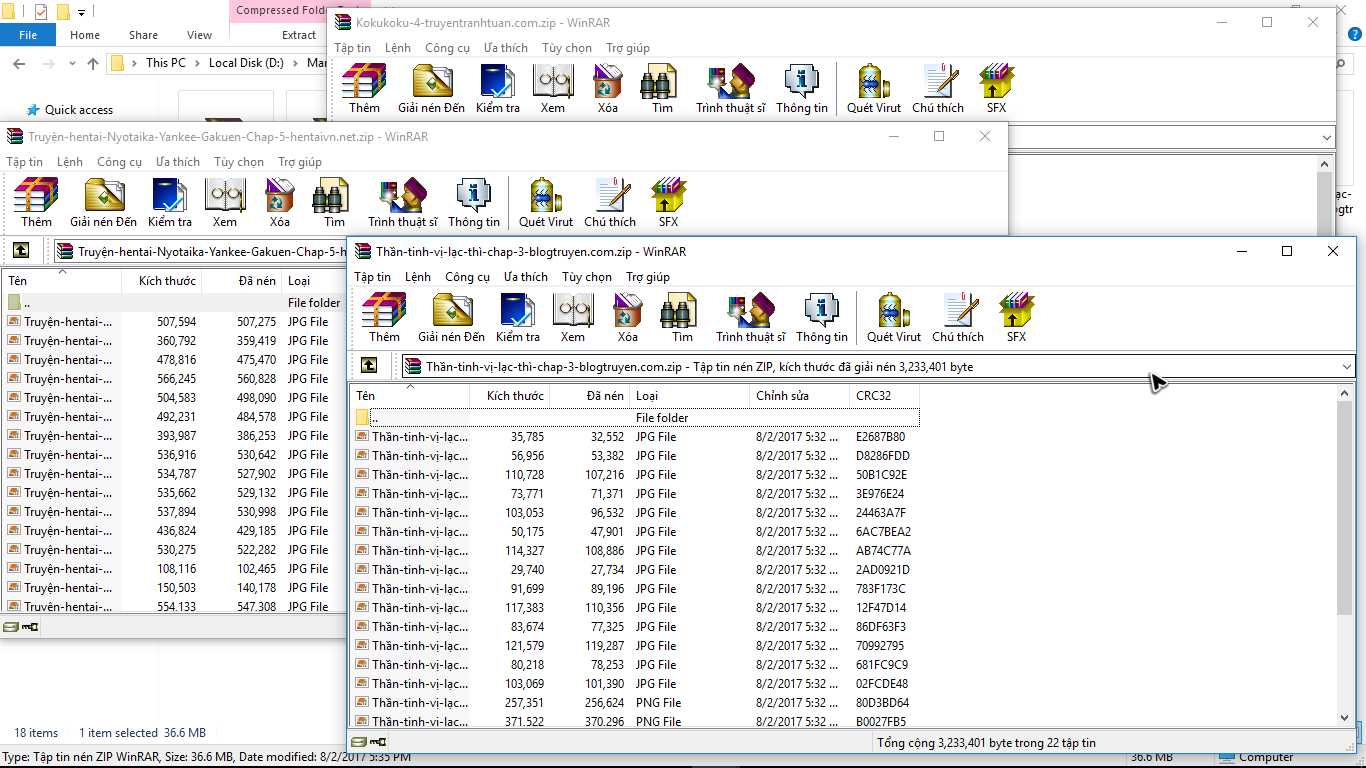 Compressed Folder Tools
File Home Share View Extract
This PC > Local Disk (D:) >
Quick access
18 items 1 item selected 36.6 MB
Type: Tập tin nén ZIP WinRAR, Size: 36.6 MB, Date modified: 8/2/2017 5:35 PM
36.6 MB Computer
Kokukoku-4-truyentranhtuan.com.zip - WinRAR
Tập tin Lệnh Công cụ Ưa thích Tùy chọn Trợ giúp
Thêm Giải nén Đến Kiểm tra Xem Xóa Tìm Trình thuật sĩ Thông tin Quét Virut Chú thích SFX
Truyện-hentai-Nyotaika-Yankee-Gakuen-Chap-5-hentaivn.net.zip - WinRAR
Tập tin Lệnh Công cụ Ưa thích Tùy chọn Trợ giúp
Thêm Giải nén Đến Kiểm tra Xem Xóa Tìm Trình thuật sĩ Thông tin Quét Virut Chú thích SFX
Truyện-hentai-Nyotaika-Yankee-Gakuen-Chap-5-h
Tên Kích thước Đã nén Loại
.. File folder
Truyện-hentai-... 507,594 507,275 JPG File
Truyện-hentai-... 360,792 359,419 JPG File
Truyện-hentai-... 478,816 475,470 JPG File
Truyện-hentai-... 566,245 560,828 JPG File
Truyện-hentai-... 504,583 498,090 JPG File
Truyện-hentai-... 492,231 484,578 JPG File
Truyện-hentai-... 393,987 386,253 JPG File
Truyện-hentai-... 536,916 530,642 JPG File
Truyện-hentai-... 534,787 527,902 JPG File
Truyện-hentai-... 535,662 529,132 JPG File
Truyện-hentai-... 537,894 530,998 JPG File
Truyện-hentai-... 436,824 429,185 JPG File
Truyện-hentai-... 530,275 522,282 JPG File
Truyện-hentai-... 108,116 102,465 JPG File
Truyện-hentai-... 150,503 140,178 JPG File
Truyện-hentai-... 554,133 547,308 JPG File
Thần-tinh-vị-lạc-thì-chap-3-blogtruyen.com.zip - WinRAR
Tập tin Lệnh Công cụ Ưa thích Tùy chọn Trợ giúp
Thêm Giải nén Đến Kiểm tra Xem Xóa Tìm Trình thuật sĩ Thông tin Quét Virut Chú thích SFX
Thần-tinh-vị-lạc-thì-chap-3-blogtruyen.com.zip - Tập tin nén ZIP, kích thước đã giải nén 3,233,401 byte
Tên Kích thước Đã nén Loại Chỉnh sửa CRC32
.. File folder
Thần-tinh-vị-lạc... 35,785 32,552 JPG File 8/2/2017 5:32 ... E2687B80
Thần-tinh-vị-lạc... 56,956 53,382 JPG File 8/2/2017 5:32 ... D8286FDD
Thần-tinh-vị-lạc... 110,728 107,216 JPG File 8/2/2017 5:32 ... 50B1C92E
Thần-tinh-vị-lạc... 73,771 71,371 JPG File 8/2/2017 5:32 ... 3E976E24
Thần-tinh-vị-lạc... 103,053 96,532 JPG File 8/2/2017 5:32 ... 24463A7F
Thần-tinh-vị-lạc... 50,175 47,901 JPG File 8/2/2017 5:32 ... 6AC7BEA2
Thần-tinh-vị-lạc... 114,327 108,886 JPG File 8/2/2017 5:32 ... AB74C77A
Thần-tinh-vị-lạc... 29,740 27,734 JPG File 8/2/2017 5:32 ... 2AD0921D
Thần-tinh-vị-lạc... 91,699 89,196 JPG File 8/2/2017 5:32 ... 783F173C
Thần-tinh-vị-lạc... 117,383 110,356 JPG File 8/2/2017 5:32 ... 12F47D14
Thần-tinh-vị-lạc... 83,674 77,325 JPG File 8/2/2017 5:32 ... 86DF63F3
Thần-tinh-vị-lạc... 121,579 119,287 JPG File 8/2/2017 5:32 ... 70992795
Thần-tinh-vị-lạc... 80,218 78,253 JPG File 8/2/2017 5:32 ... 681FC9C9
Thần-tinh-vị-lạc... 103,069 101,390 JPG File 8/2/2017 5:32 ... 02FCDE48
Thần-tinh-vị-lạc... 257,351 256,624 PNG File 8/2/2017 5:32 ... 80D3BD64
Thần-tinh-vị-lạc... 371,522 370,296 PNG File 8/2/2017 5:32 ... B0027FB5
Tổng cộng 3,233,401 byte trong 22 tập tin